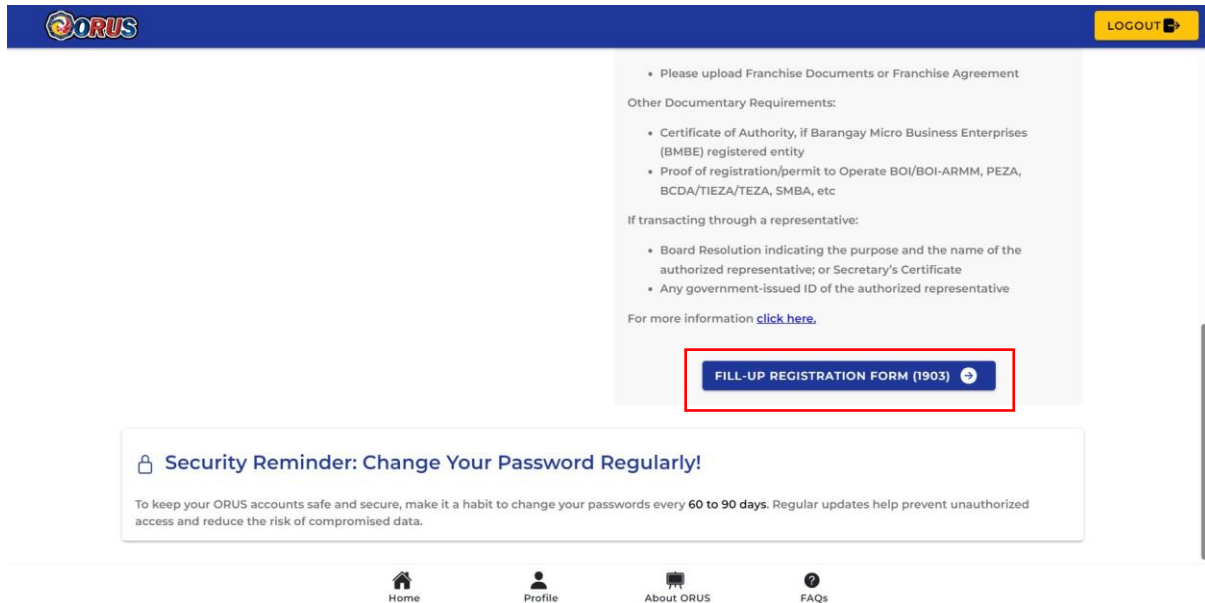 ORUS
LOGOUT
• Please upload Franchise Documents or Franchise Agreement
Other Documentary Requirements:
• Certificate of Authority, if Barangay Micro Business Enterprises
(BMBE) registered entity
• Proof of registration/permit to Operate BOI/BOI-ARMM, PEZA,
BCDA/TIEZA/TEZA, SMBA, etc
If transacting through a representative:
• Board Resolution indicating the purpose and the name of the
authorized representative; or Secretary's Certificate
• Any government-issued ID of the authorized representative
For more information click here.
FILL-UP REGISTRATION FORM (1903)
Security Reminder: Change Your Password Regularly!
To keep your ORUS accounts safe and secure, make it a habit to change your passwords every 60 to 90 days. Regular updates help prevent unauthorized
access and reduce the risk of compromised data.
Home
Profile
About ORUS
FAQs